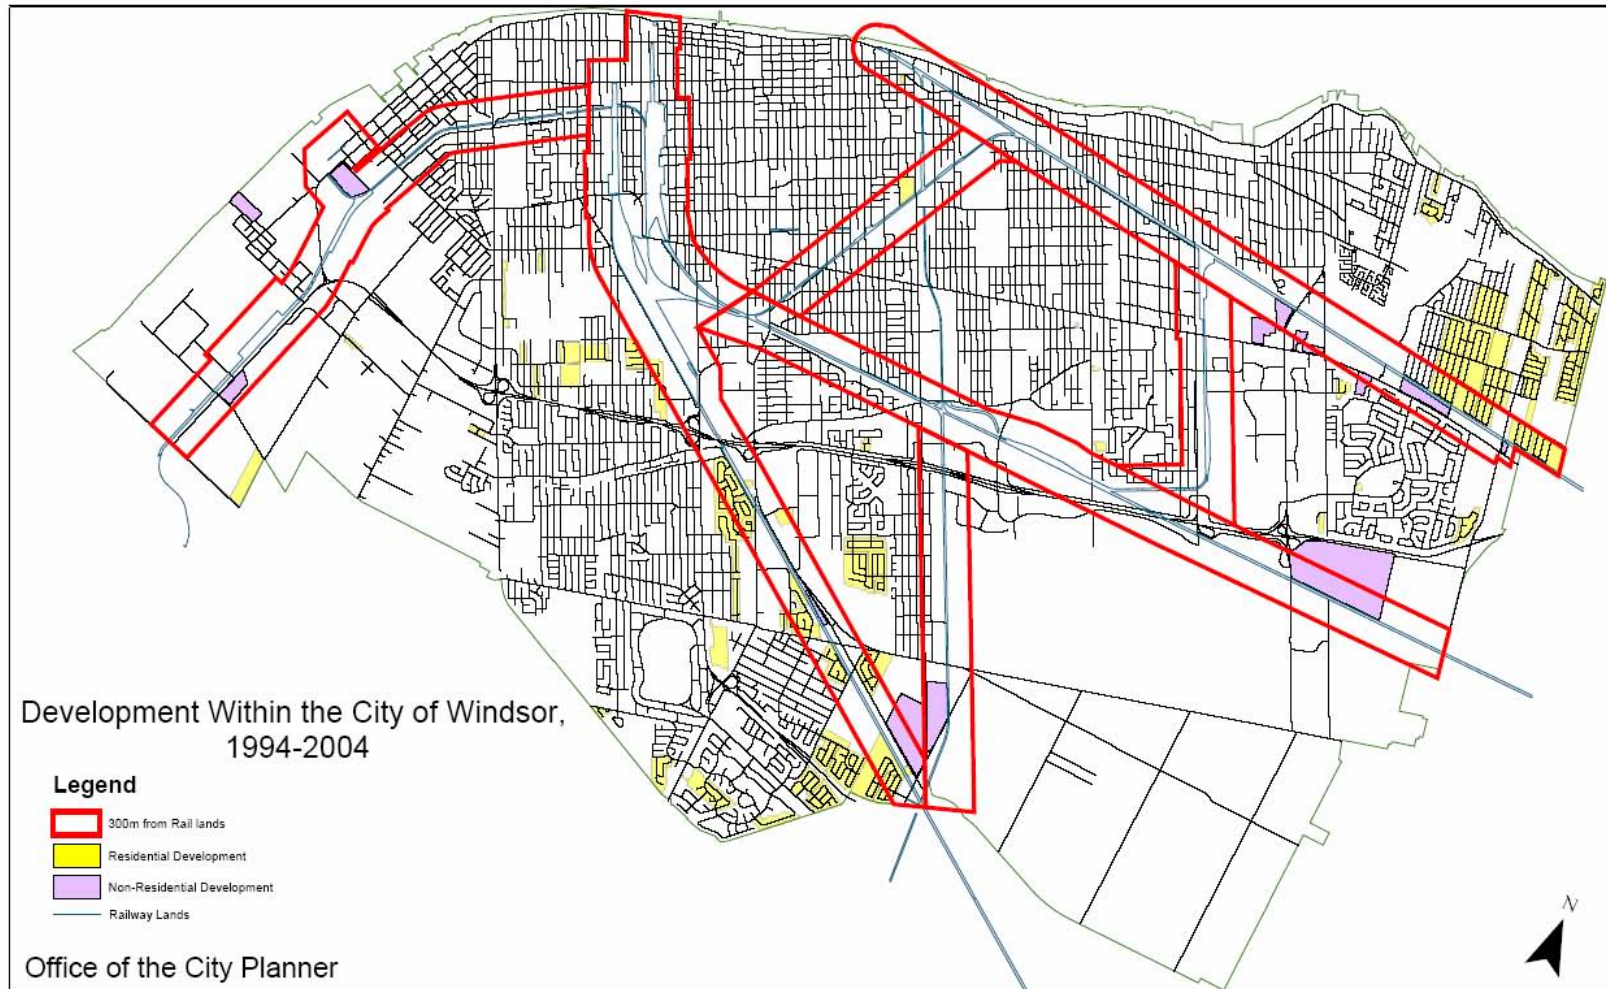 Development Within the City of Windsor,
1994-2004
Legend
300m from Rail lands
Residential Development
Non-Residential Development
Railway Lands
Office of the City Planner
N